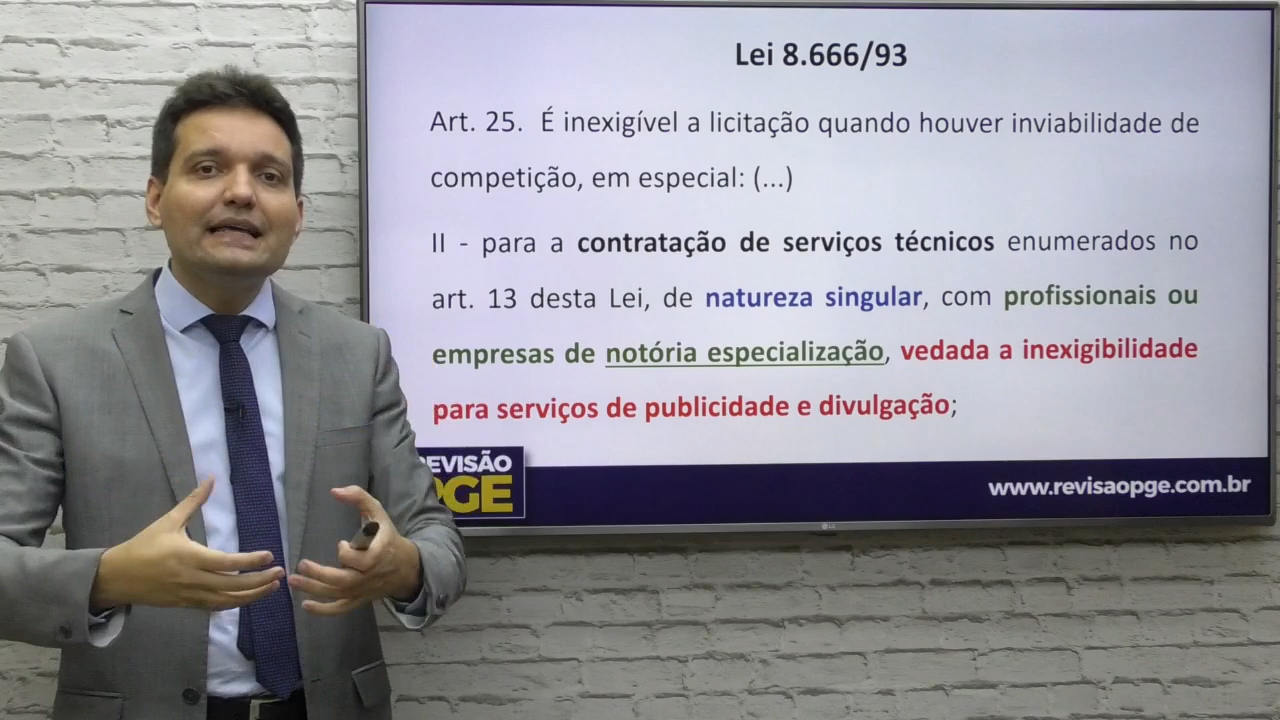 Lei 8.666/93
Art. 25. É inexigível a licitação quando houver inviabilidade de
competição, em especial: (...)
II - para a contratação de serviços técnicos enumerados no
art. 13 desta Lei, de natureza singular, com profissionais ou
empresas de notória especialização, vedada a inexigibilidade
para serviços de publicidade e divulgação;
REVISÃO
PGE
www.revisaopge.com.br
LG